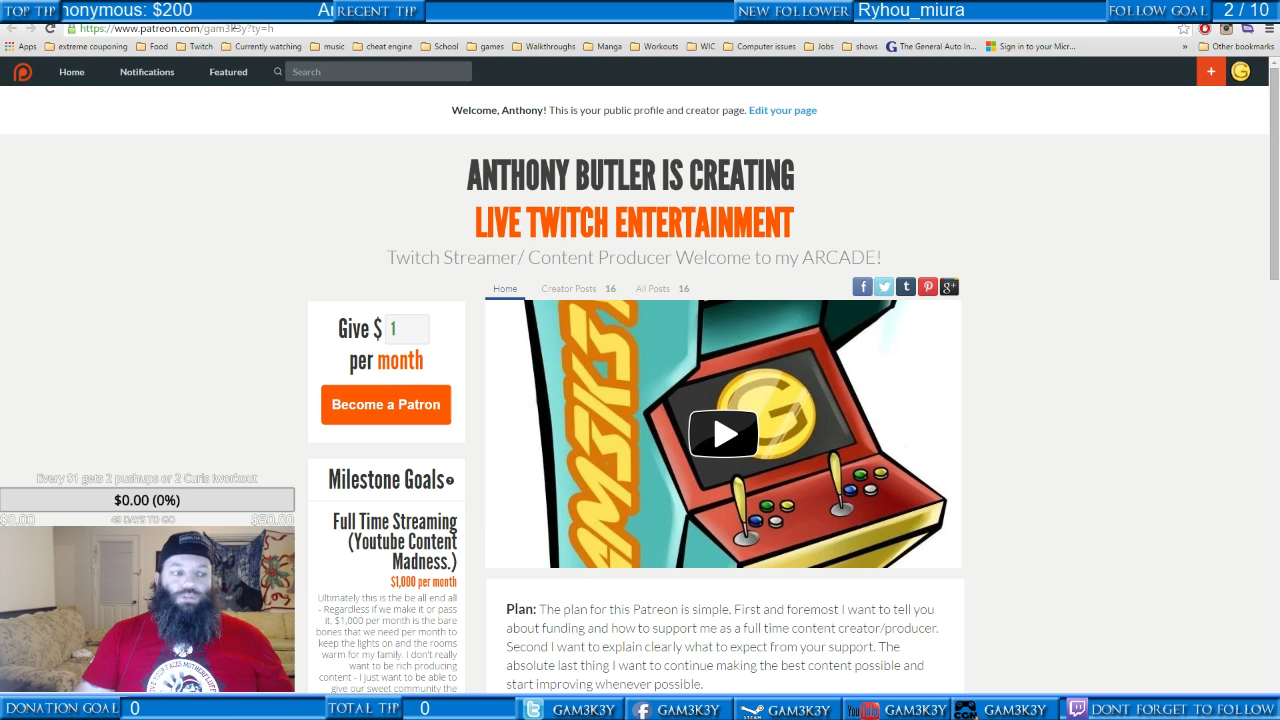 TOP TIP
nonymous: $200
Ar
RECENT TIP
NEW FOLLOWER
Ryhou_miura
FOLLOW GOAL
2 / 10
https://www.patreon.com/gam3k3y?ty=h
Apps
extreme couponing
Food
Twitch
Currently watching
music
cheat engine
School
games
Walkthroughs
Manga
Workouts
WIC
Computer issues
Jobs
shows
The General Auto In...
Sign in to your Micr...
»
Other bookmarks
Home
Notifications
Featured
Search
+
G
Welcome, Anthony! This is your public profile and creator page. Edit your page
ANTHONY BUTLER IS CREATING
LIVE TWITCH ENTERTAINMENT
Twitch Streamer/ Content Producer Welcome to my ARCADE!
Home
Creator Posts 16
All Posts 16
Give $ 1
per month
Become a Patron
G
Milestone Goals
Full Time Streaming
(Youtube Content
Madness.)
$1,000 per month
Ultimately this is the be all end all
- Regardless if we make it or pass
it, $1,000 per month is the bare
bones that we need per month to
keep the lights on and the rooms
warm for my family. I don't really
want to be rich producing
content - I just want to be able to
give our sweet community the
Plan: The plan for this Patreon is simple. First and foremost I want to tell you
about funding and how to support me as a full time content creator/producer.
Second I want to explain clearly what to expect from your support. The
absolute last thing I want to continue making the best content possible and
start improving whenever possible.
Every $1 gets 2 pushups or 2 Curls (workout
$0.00 (0%)
$0.00
45 DAYS TO GO
$50.00
DONATION GOAL
0
TOTAL TIP
0
GAM3K3Y
GAM3K3Y
STEAM
GAM3K3Y
YouTube
GAM3K3Y
.COM
GAM3K3Y
DONT FORGET TO FOLLOW